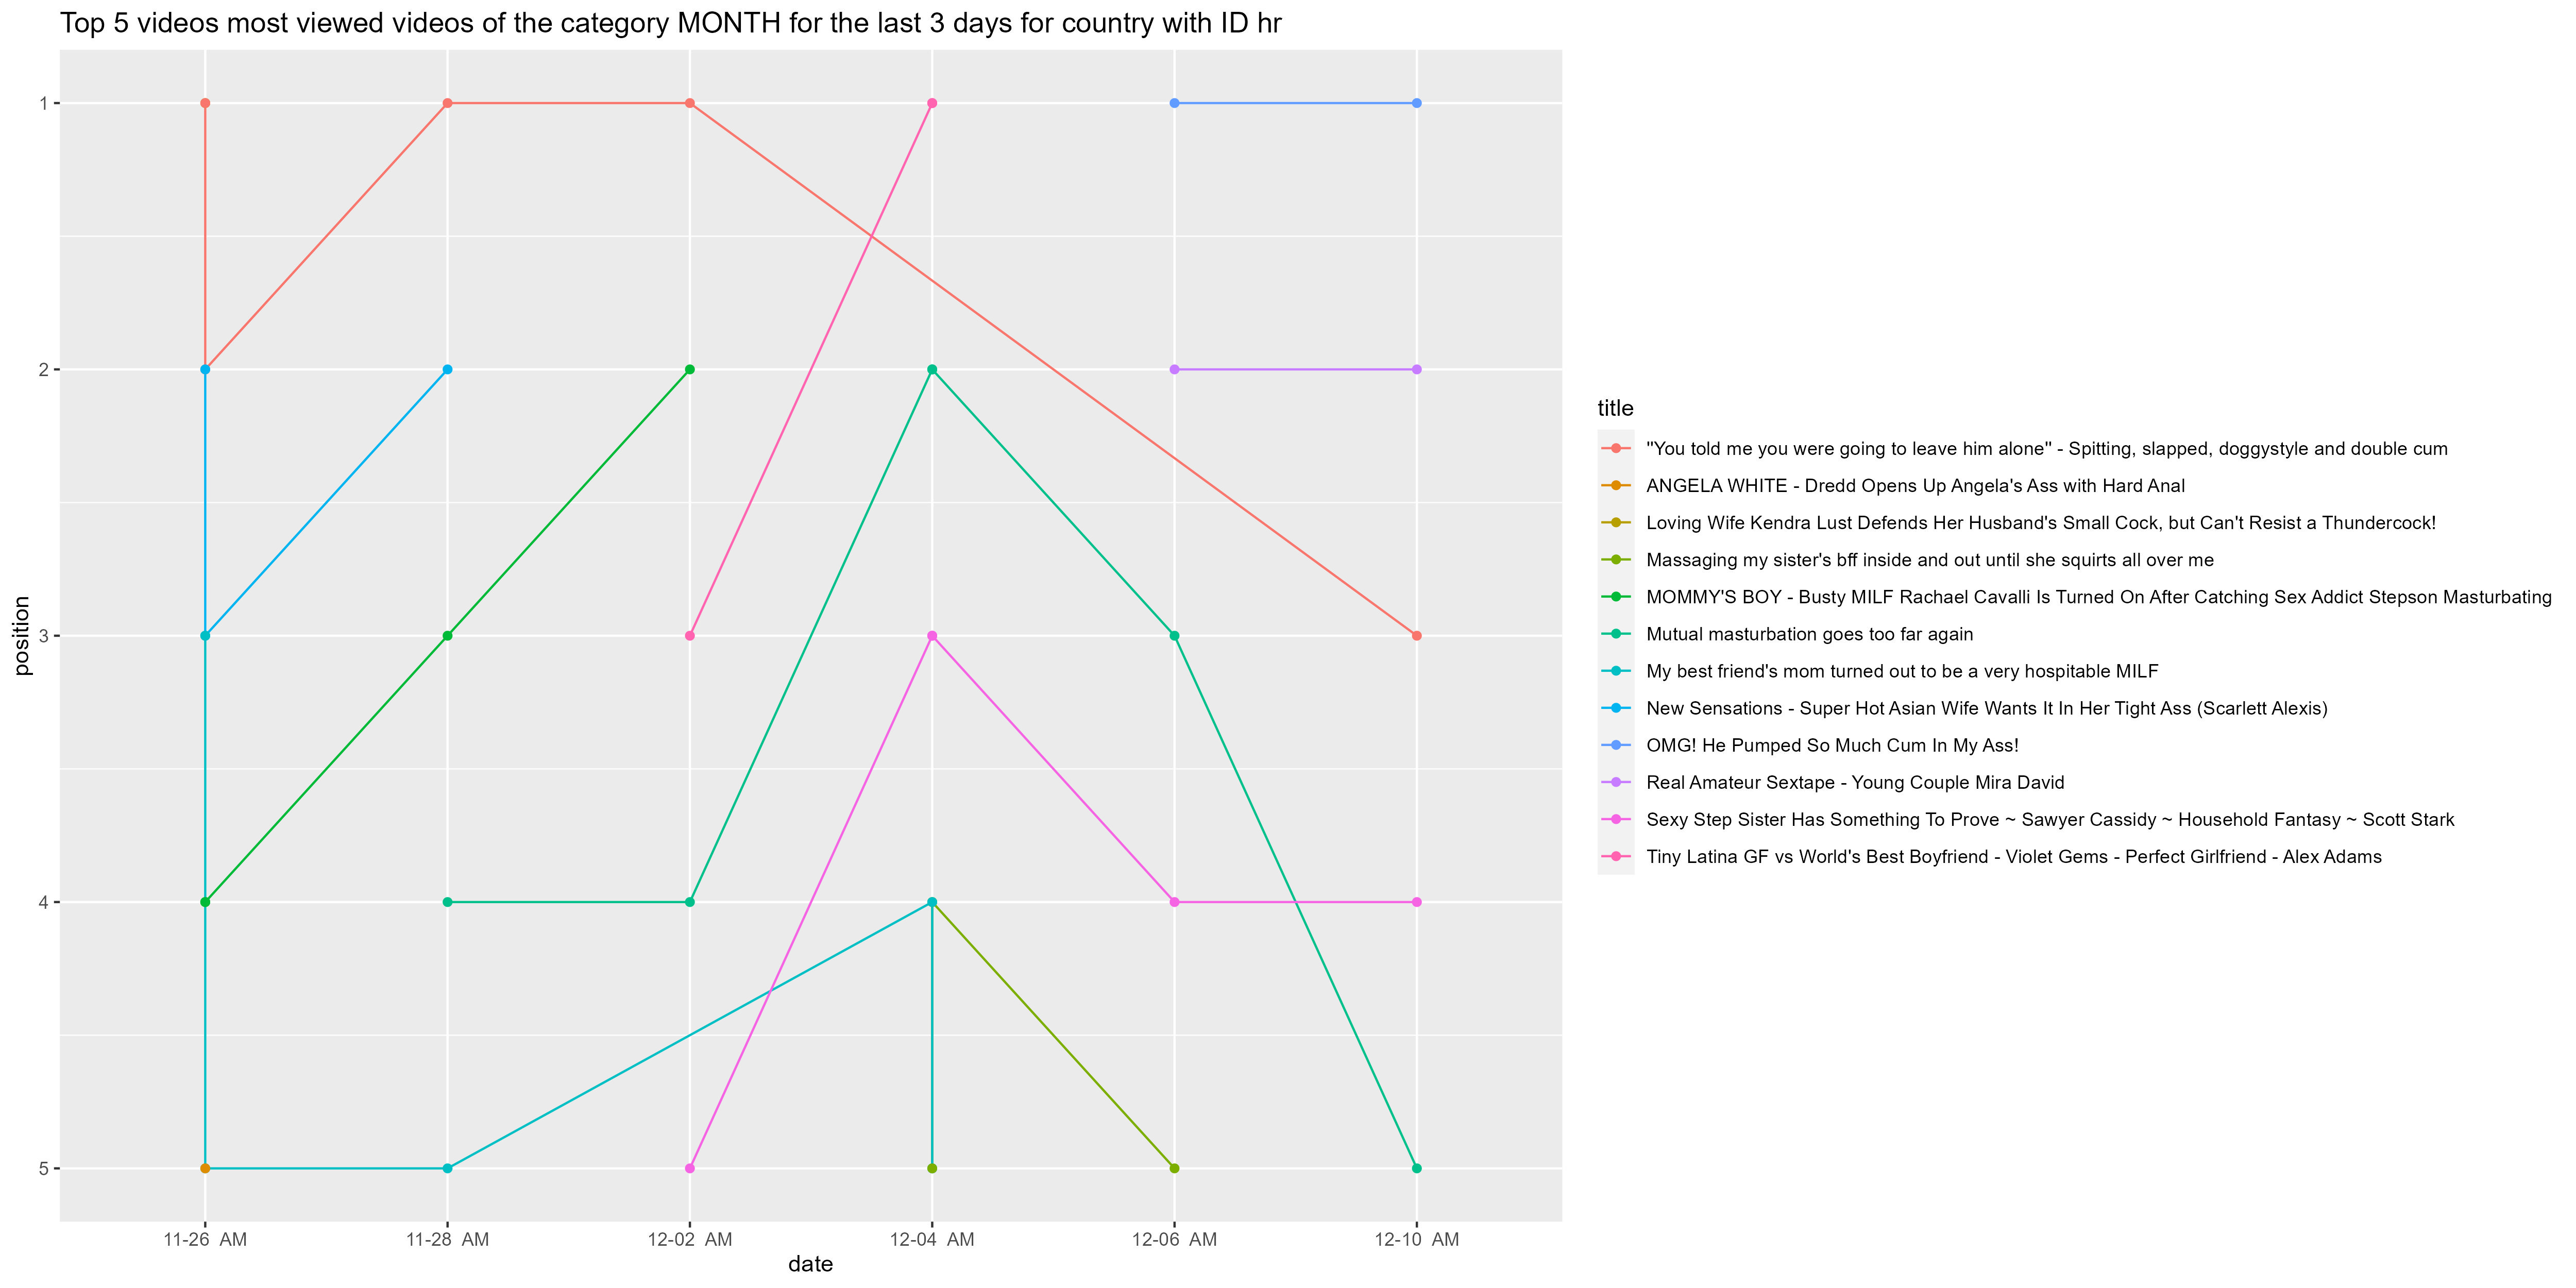 Top 5 videos most viewed videos of the category MONTH for the last 3 days for country with ID hr
position
1
2
3
4
5
11-26 AM
11-28 AM
12-02 AM
12-04 AM
12-06 AM
12-10 AM
date
title
"You told me you were going to leave him alone" - Spitting, slapped, doggystyle and double cum
ANGELA WHITE - Dredd Opens Up Angela's Ass with Hard Anal
Loving Wife Kendra Lust Defends Her Husband's Small Cock, but Can't Resist a Thundercock!
Massaging my sister's bff inside and out until she squirts all over me
MOMMY'S BOY - Busty MILF Rachael Cavalli Is Turned On After Catching Sex Addict Stepson Masturbating
Mutual masturbation goes too far again
My best friend's mom turned out to be a very hospitable MILF
New Sensations - Super Hot Asian Wife Wants It In Her Tight Ass (Scarlett Alexis)
OMG! He Pumped So Much Cum In My Ass!
Real Amateur Sextape - Young Couple Mira David
Sexy Step Sister Has Something To Prove ~ Sawyer Cassidy ~ Household Fantasy ~ Scott Stark
Tiny Latina GF vs World's Best Boyfriend - Violet Gems - Perfect Girlfriend - Alex Adams